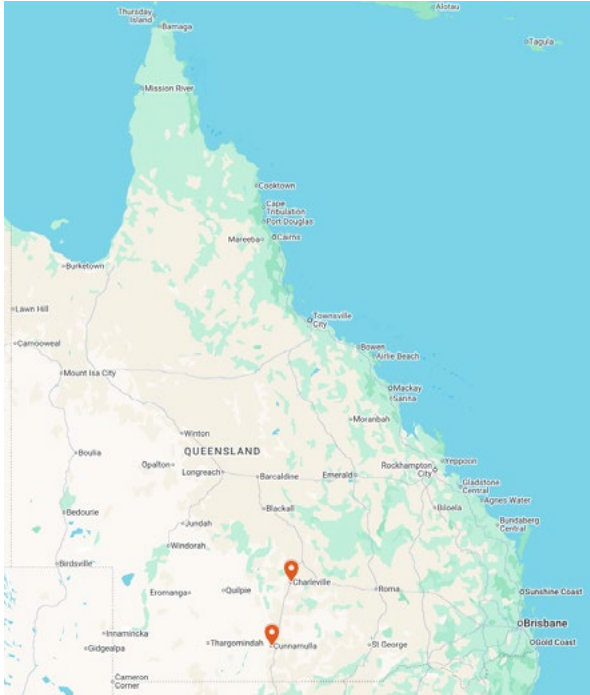 Alotau
Thursday
Island
Bamaga
Tagula
Mission River
Cooktown
Cape
Tribulation
Port Douglas
Mareeba
Cairns
Burketown
Lawn Hill
Townsville
City
Camooweal
Bowen
Airlie Beach
Mount Isa City
Mackay
Sarina
Moranbah
Winton
QUEENSLAND
Boulia
Opalton
Longreach
Barcaldine
Emerald
Rockhampton
City
Yeppoon
Gladstone
Central
Agnes Water
Biloela
Blackall
Bedourie
Jundah
Bundaberg
Central
Windorah
Birdsville
Charleville
Eromanga
Quilpie
Roma
Sunshine Coast
Brisbane
Innamincka
Gidgealpa
Thargomindah
Cunnamulla
St George
Gold Coast
Cameron
Corner